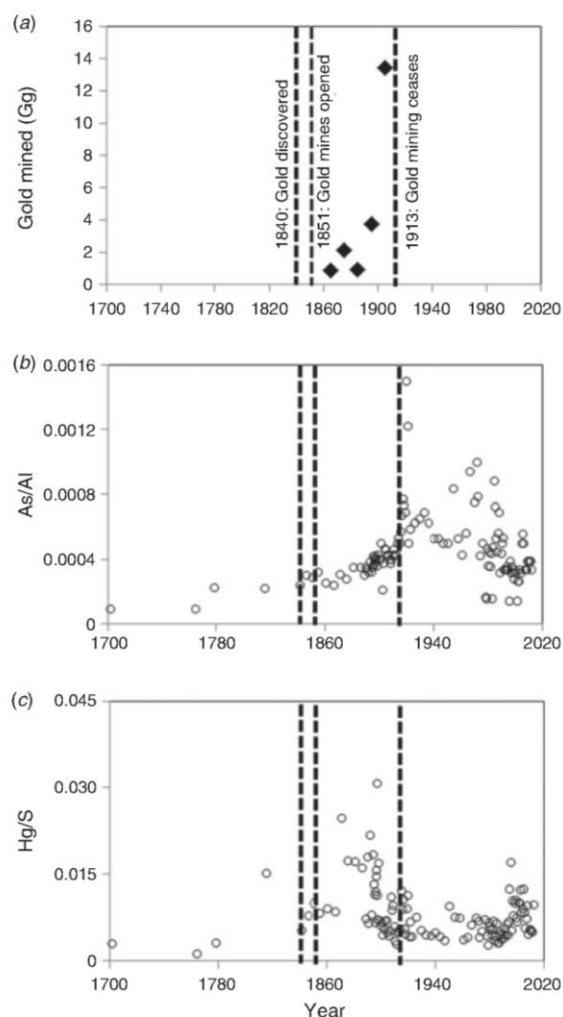 (a)
Gold mined (Gg)
16
14
12
10
8
6
4
2
0
1840: Gold discovered
1851: Gold mines opened
1913: Gold mining ceases
1700 1740 1780 1820 1860 1900 1940 1980 2020
(b)
As/Al
0.0016
0.0012
0.0008
0.0004
0
1700 1780 1860 1940 2020
(c)
Hg/S
0.045
0.030
0.015
0
1700 1780 1860 1940 2020
Year